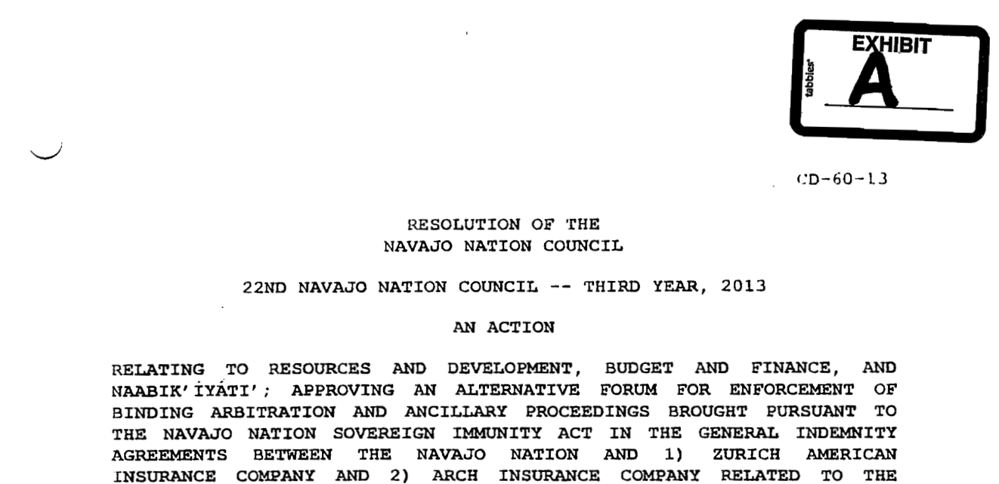 EXHIBIT
tabbies®
A
CD-60-13
RESOLUTION OF THE
NAVAJO NATION COUNCIL
22ND NAVAJO NATION COUNCIL -- THIRD YEAR, 2013
AN ACTION
RELATING TO RESOURCES AND DEVELOPMENT, BUDGET AND FINANCE, AND
NAABIK'ÍYÁTI'; APPROVING AN ALTERNATIVE FORUM FOR ENFORCEMENT OF
BINDING ARBITRATION AND ANCILLARY PROCEEDINGS BROUGHT PURSUANT TO
THE NAVAJO NATION SOVEREIGN IMMUNITY ACT IN THE GENERAL INDEMNITY
AGREEMENTS BETWEEN THE NAVAJO NATION AND 1) ZURICH AMERICAN
INSURANCE COMPANY AND 2) ARCH INSURANCE COMPANY RELATED TO THE